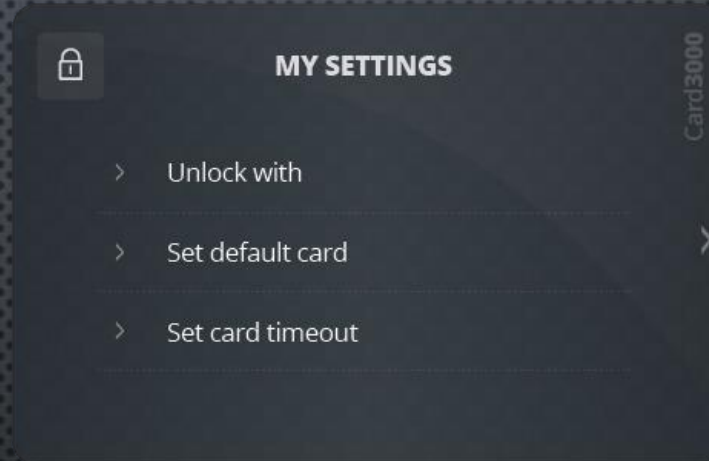 MY SETTINGS
Card3000
Unlock with
Set default card
Set card timeout